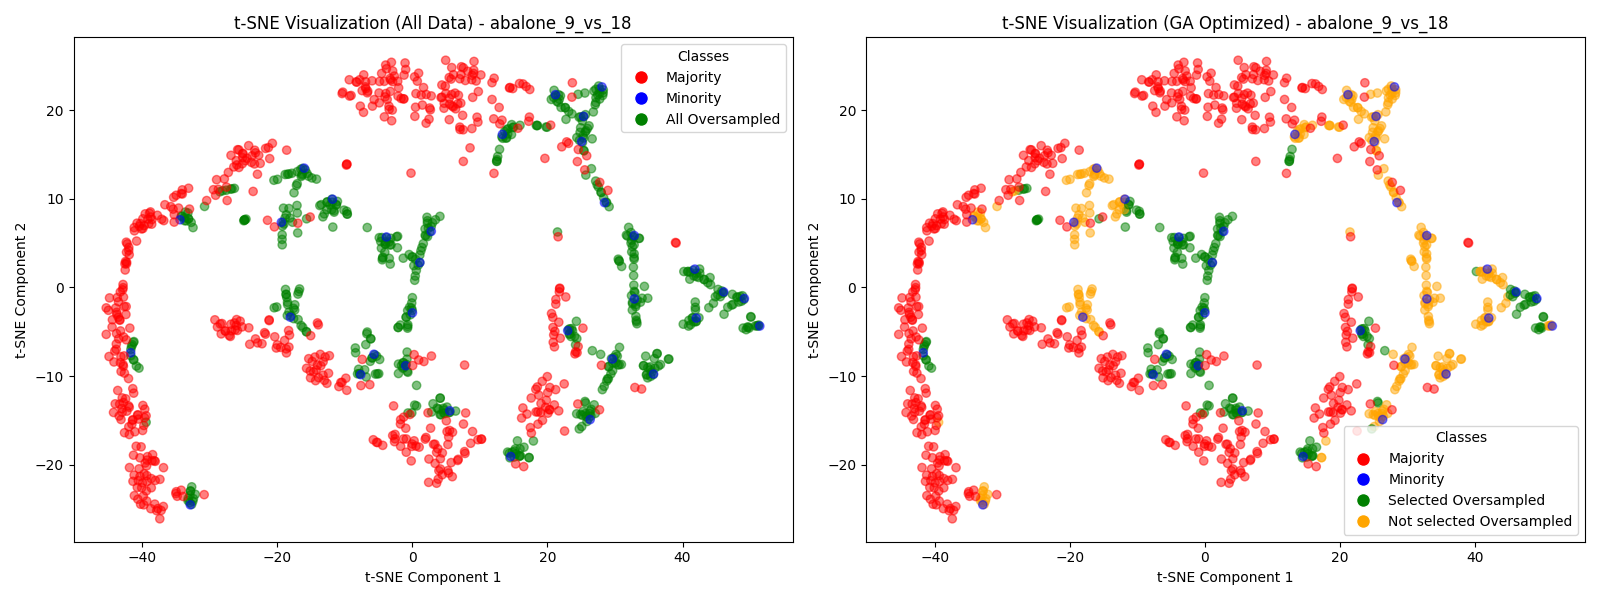 t-SNE Visualization (All Data) - abalone_9_vs_18
t-SNE Component 2
20
10
0
−10
−20
−40
−20
0
20
40
t-SNE Component 1
Classes
Majority
Minority
All Oversampled
t-SNE Visualization (GA Optimized) - abalone_9_vs_18
t-SNE Component 2
20
10
0
−10
−20
−40
−20
0
20
40
t-SNE Component 1
Classes
Majority
Minority
Selected Oversampled
Not selected Oversampled